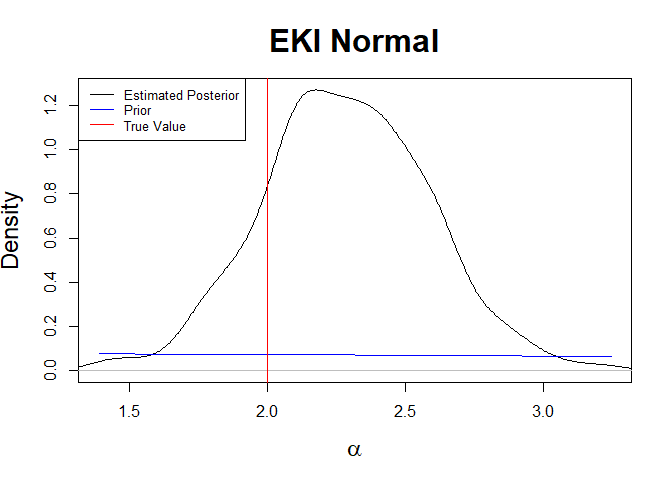 EKI Normal
Estimated Posterior
Prior
True Value
Density
0.0
0.2
0.4
0.6
0.8
1.0
1.2
1.5
2.0
2.5
3.0
α